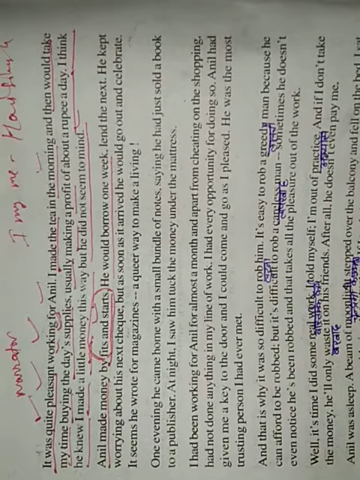 narrator I my me -
It was quite pleasant working for Anil. I made the tea in the morning and then would take
my time buying the day's supplies, usually making a profit of about a rupee a day. I think
he knew I made a little money this way but he did not seem to mind.
Anil made money by fits and starts. He would borrow one week, lend the next. He kept
worrying about his next cheque, but as soon as it arrived he would go out and celebrate.
It seems he wrote for magazines – a queer way to make a living !
One evening he came home with a small bundle of notes, saying he had just sold a book
to a publisher. At night, I saw him tuck the money under the mattress.
I had been working for Anil for almost a month and apart from cheating on the shopping,
had not done anything in my line of work. I had every opportunity for doing so. Anil had
given me a key to the door and I could come and go as I pleased. He was the most
trusting person I had ever met.
And that is why it was so difficult to rob him. It's easy to rob a greedy man because he
can afford to be robbed; but it's difficult to rob a man – sometimes he doesn't
even notice he's been robbed and that takes all the pleasure out of the work.
Well, it's time I did some real work, I told myself; I'm out of practice. And if I don't take
the money, he'll only waste it on his friends. After all, he doesn't even pay me.
Anil was asleep. A beam of moonlight stepped over the balcony and fell on the bed. I sat